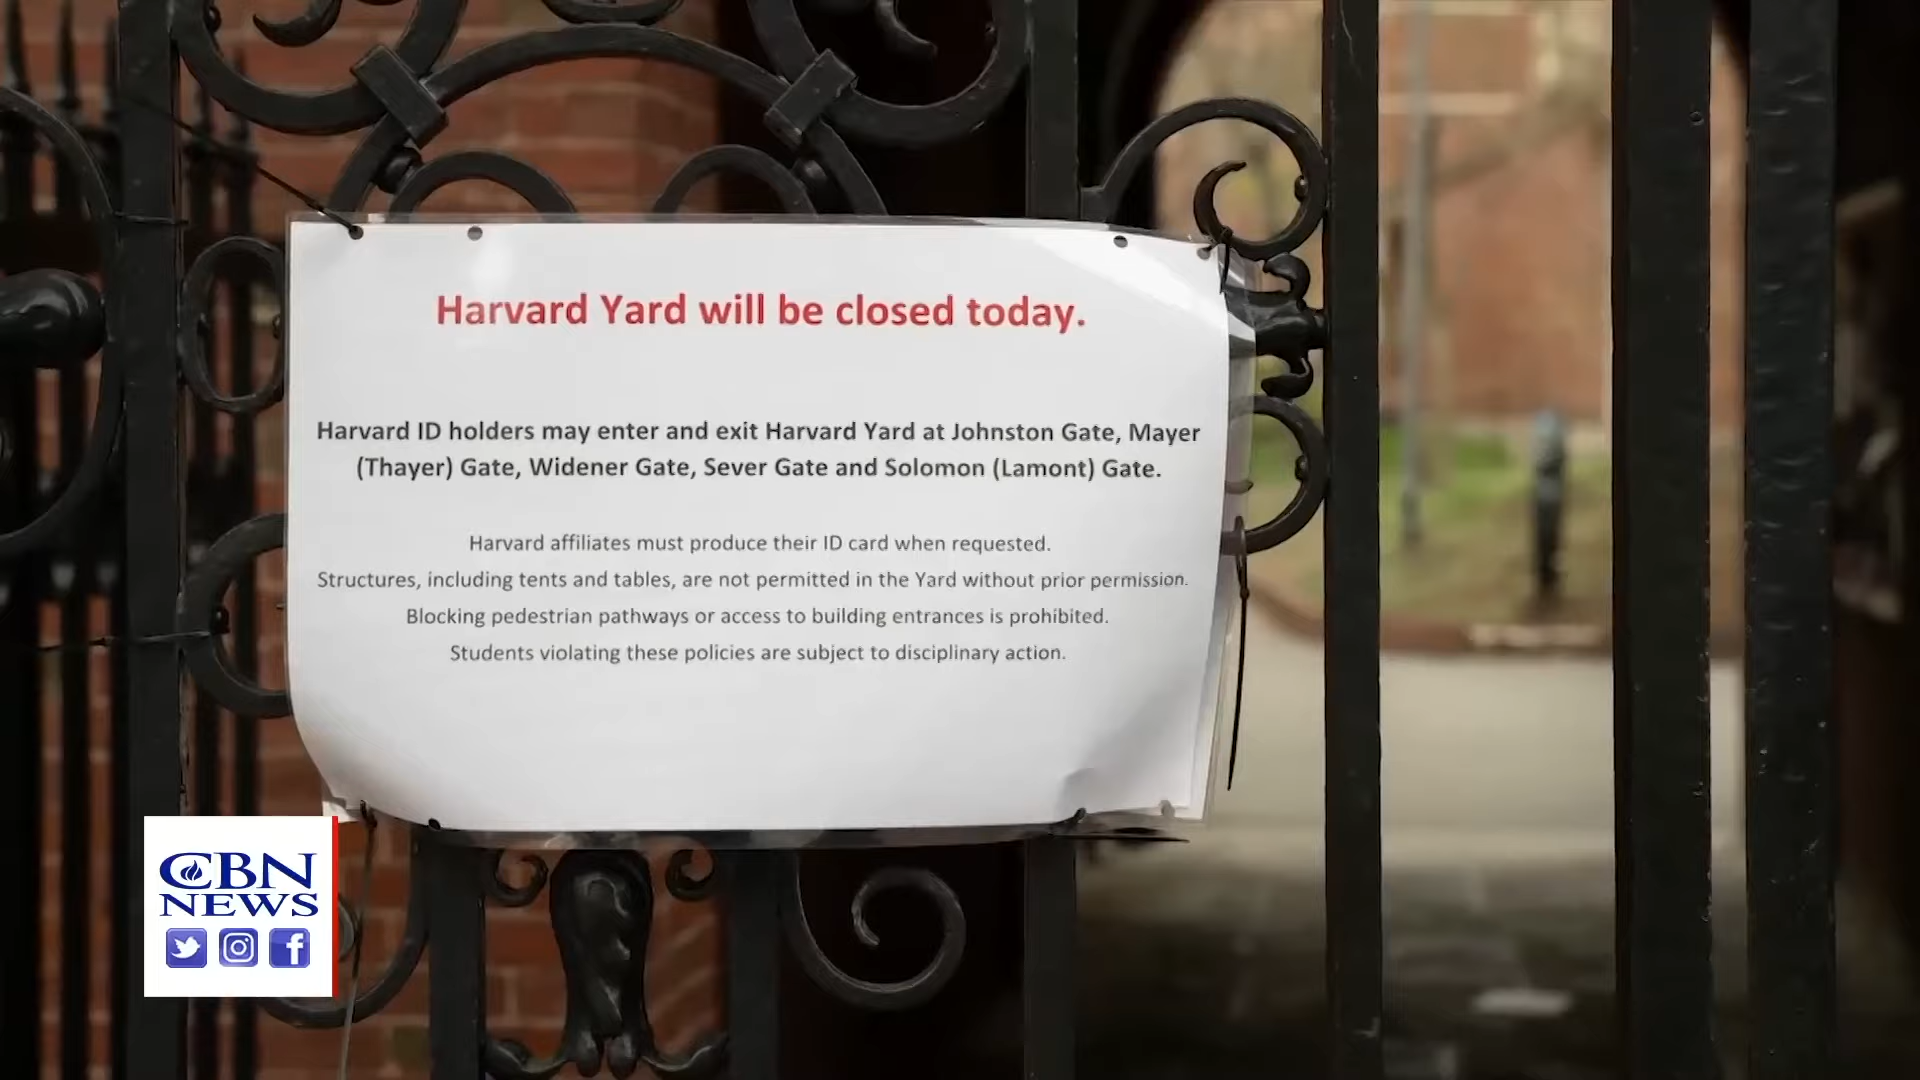 Harvard Yard will be closed today.
Harvard ID holders may enter and exit Harvard Yard at Johnston Gate, Mayer
(Thayer) Gate, Widener Gate, Sever Gate and Solomon (Lamont) Gate.
Harvard affiliates must produce their ID card when requested.
Structures, including tents and tables, are not permitted in the Yard without prior permission.
Blocking pedestrian pathways or access to building entrances is prohibited.
Students violating these policies are subject to disciplinary action.
CBN
NEWS